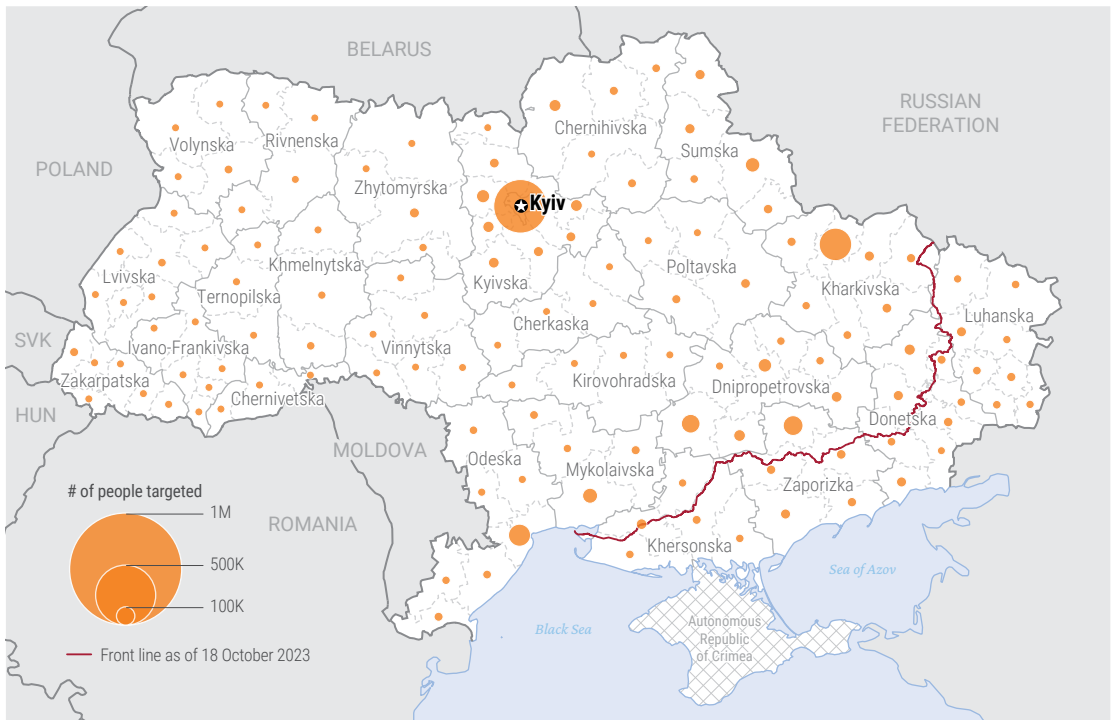 BELARUS
RUSSIAN
FEDERATION
POLAND
Volynska
Rivnenska
Chernihivska
Sumska
Zhytomyrska
Kyiv
Lvivska
Khmelnytska
Ternopilska
Kyivska
Poltavska
Kharkivska
Luhanska
Cherkaska
SVK
Ivano-Frankivska
Vinnytska
Zakarpatska
Chernivetska
Kirovohradska
Dnipropetrovska
Donetska
HUN
MOLDOVA
Odeska
Mykolaivska
Zaporizka
Khersonska
ROMANIA
Sea of Azov
Black Sea
Autonomous
Republic
of Crimea
# of people targeted
1M
500K
100K
Front line as of 18 October 2023